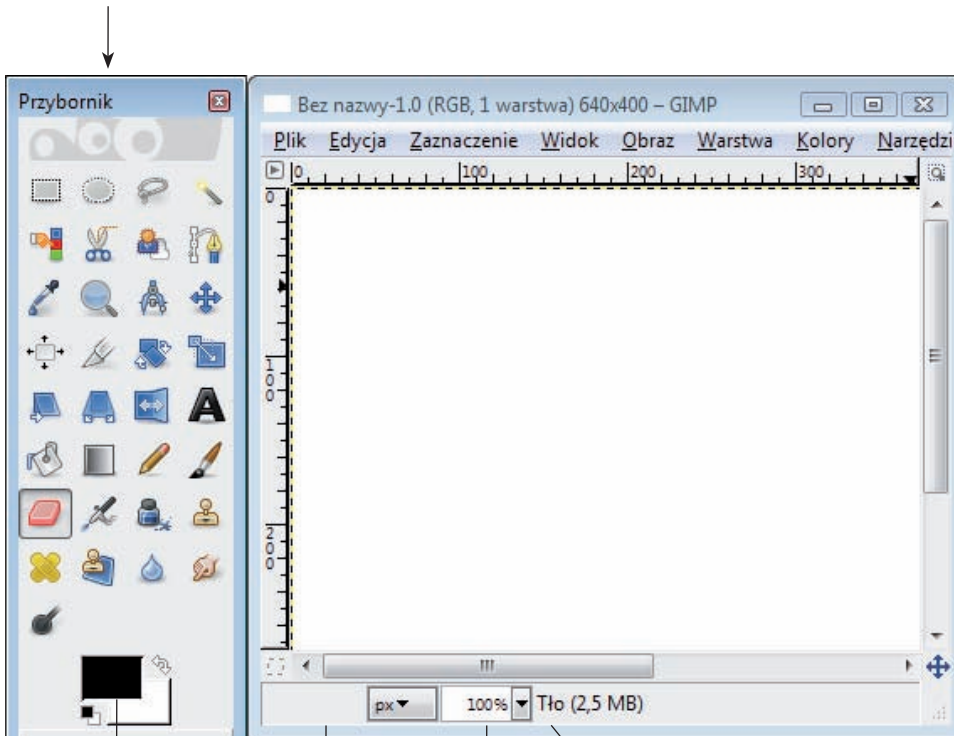 Przybornik
Bez nazwy-1.0 (RGB, 1 warstwa) 640x400 – GIMP
Plik Edycja Zaznaczenie Widok Obraz Warstwa Kolory Narzędzi
0 100 200 300
0
100
200
px 100% Tło (2,5 MB)